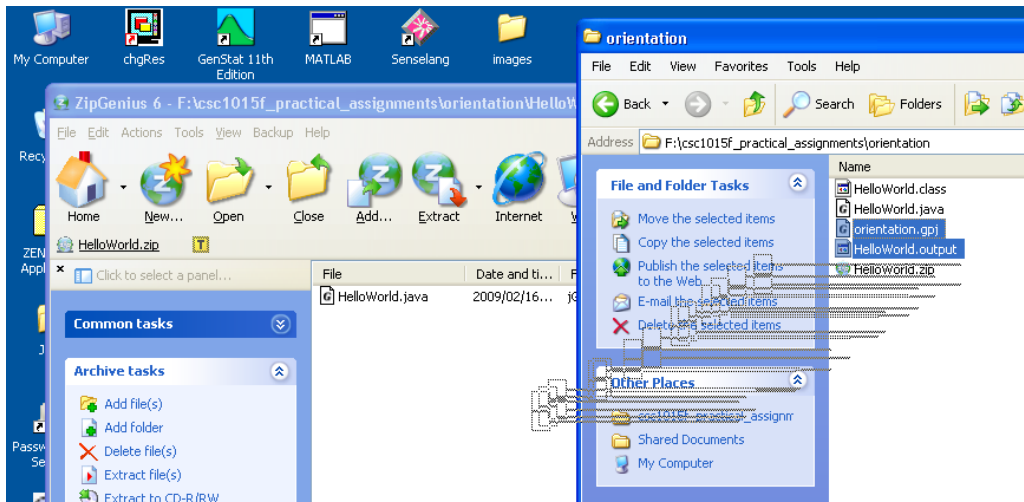 My Computer
chgRes
GenStat 11th
Edition
MATLAB
Senselang
images
ZipGenius 6 - F:\csc1015f_practical_assignments\orientation\Hello
File Edit Actions Tools View Backup Help
Home
New...
Open
Close
Add...
Extract
Internet
HelloWorld.zip
T
Click to select a panel...
File
Date and ti...
HelloWorld.java
2009/02/16...
Common tasks
Archive tasks
Add file(s)
Add folder
Delete file(s)
Extract file(s)
Extract to CD-R/RW
orientation
File Edit View Favorites Tools Help
Back
Search
Folders
Address
F:\csc1015f_practical_assignments\orientation
File and Folder Tasks
Move the selected items
Copy the selected items
Publish the selected items
to the Web...
E-mail the selected items
Delete the selected items
Other Places
csc1015f_practical_assignm
Shared Documents
My Computer
Name
HelloWorld.class
HelloWorld.java
orientation.gpj
HelloWorld.output
HelloWorld.zip